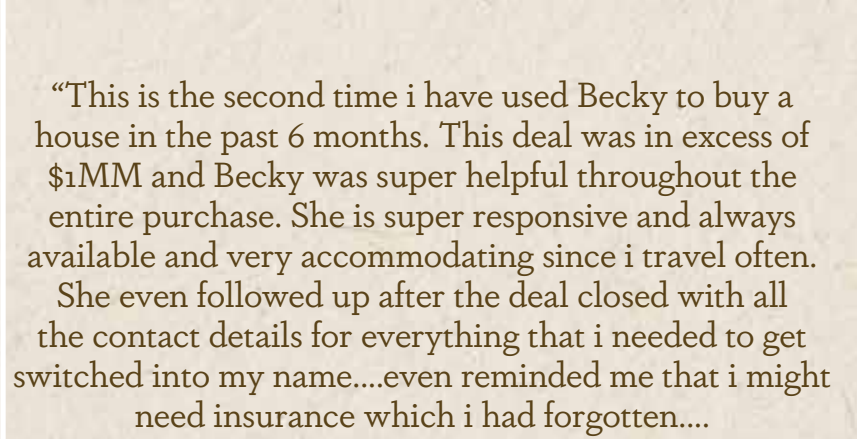 “This is the second time i have used Becky to buy a
house in the past 6 months. This deal was in excess of
$1MM and Becky was super helpful throughout the
entire purchase. She is super responsive and always
available and very accommodating since i travel often.
She even followed up after the deal closed with all
the contact details for everything that i needed to get
switched into my name....even reminded me that i might
need insurance which i had forgotten....